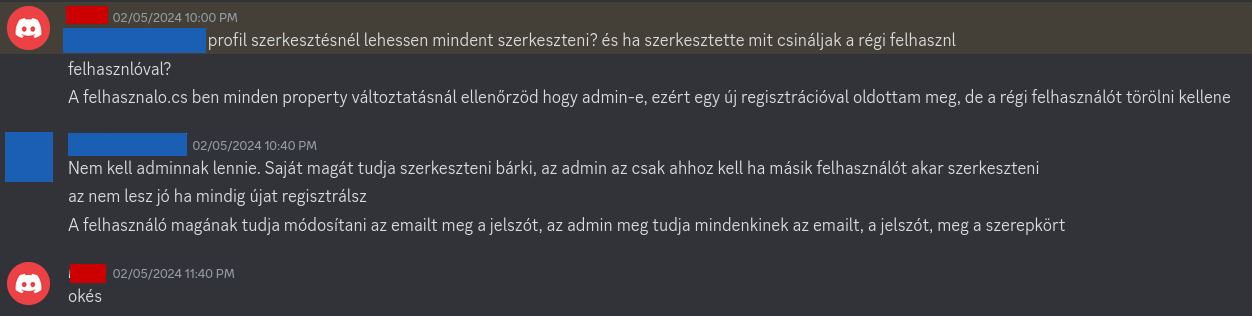 02/05/2024 10:00 PM
profil szerkesztésnél lehessen mindent szerkeszteni? és ha szerkesztette mit csináljak a régi felhasznl
felhasznlóval?
A felhasznalo.cs ben minden property változtatásnál ellenőrzöd hogy admin-e, ezért egy új regisztrációval oldottam meg, de a régi felhasználót törölni kellene
02/05/2024 10:40 PM
Nem kell adminnak lennie. Saját magát tudja szerkeszteni bárki, az admin az csak ahhoz kell ha másik felhasználót akar szerkeszteni
az nem lesz jó ha mindig újat regisztrálsz
A felhasználó magának tudja módosítani az emailt meg a jelszót, az admin meg tudja mindenkinek az emailt, a jelszót, meg a szerepkört
02/05/2024 11:40 PM
okés